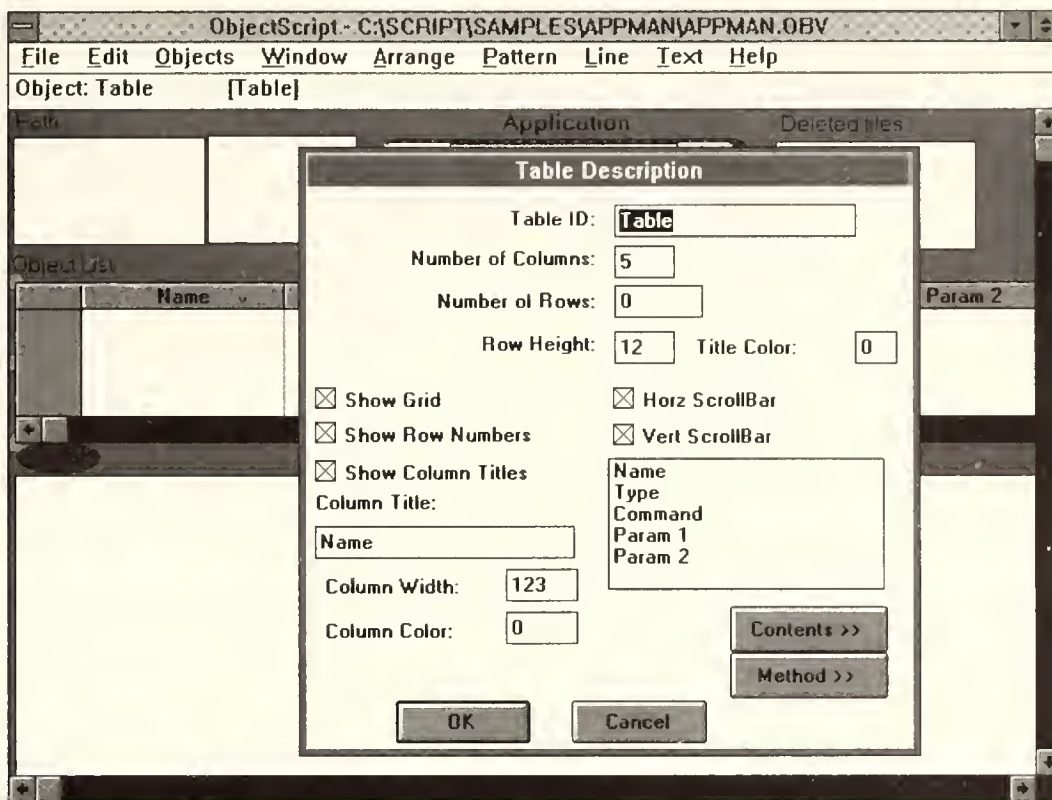 ObjectScript - C:\SCRIPT\SAMPLES\APPMAN\APPMAN.OBV
File Edit Objects Window Arrange Pattern Line Text Help
Object: Table [Table]
Path Application Deleted files
Table Description
Table ID: Table
Number of Columns: 5
Object List
Number of Rows: 0
Name Param 2
Row Height: 12 Title Color: 0
Show Grid Horz ScrollBar
Show Row Numbers Vert ScrollBar
Show Column Titles
Column Title:
Name
Column Width: 123
Column Color: 0
Name
Type
Command
Param 1
Param 2
Contents >>
Method >>
OK Cancel